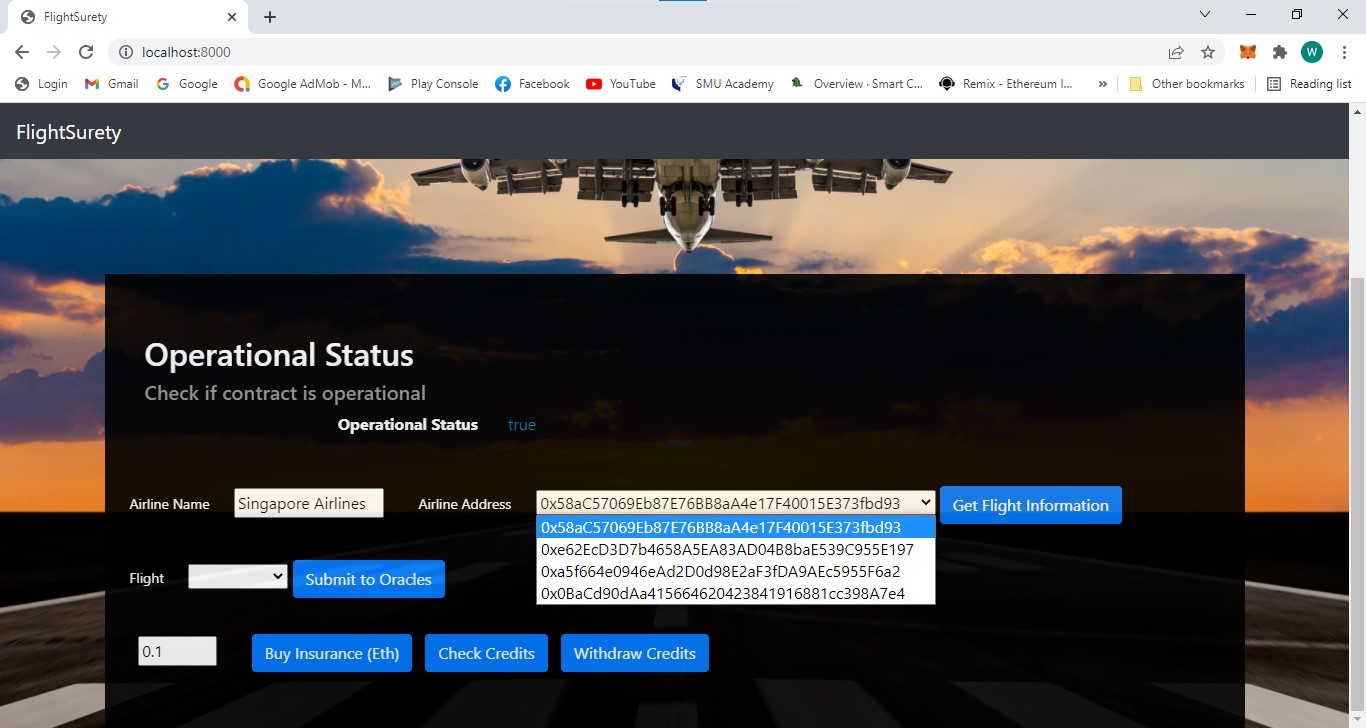 FlightSurety
localhost:8000
W
Login Gmail Google Google AdMob - M... Play Console Facebook YouTube SMU Academy Overview · Smart C... Remix - Ethereum I... » Other bookmarks Reading list
FlightSurety
Operational Status
Check if contract is operational
Operational Status true
Airline Name Singapore Airlines Airline Address 0x58aC57069Eb87E76BB8aA4e17F40015E373fbd93 Get Flight Information
0x58aC57069Eb87E76BB8aA4e17F40015E373fbd93
0xe62EcD3D7b4658A5EA83AD04B8baE539C955E197
0xa5f664e0946eAd2D0d98E2aF3fDA9AEc5955F6a2
0x0BaCd90dAa415664620423841916881cc398A7e4
Flight Submit to Oracles
0.1 Buy Insurance (Eth) Check Credits Withdraw Credits